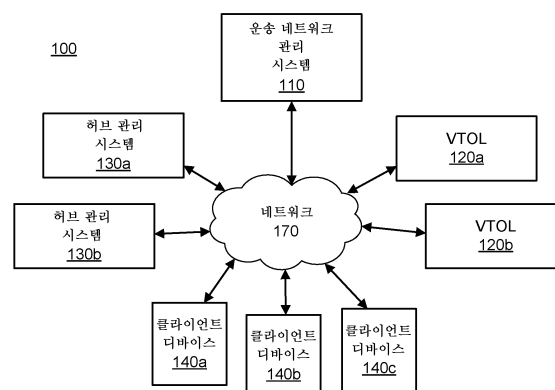 100
운송 네트워크
관리
시스템
110
허브 관리
시스템
130a
VTOL
120a
허브 관리
시스템
130b
네트워크
170
VTOL
120b
클라이언트
디바이스
140a
클라이언트
디바이스
140b
클라이언트
디바이스
140c